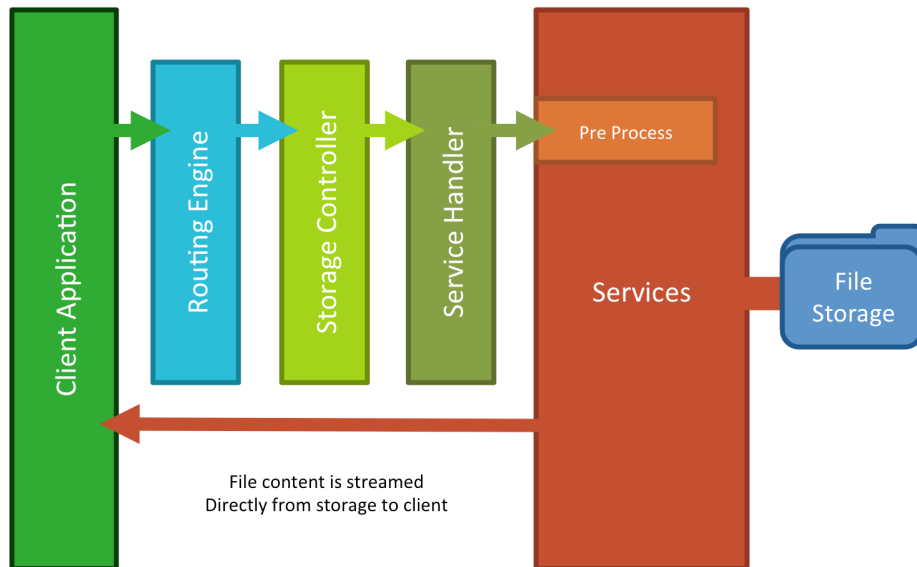 Client Application
Routing Engine
Storage Controller
Service Handler
Pre Process
Services
File
Storage
File content is streamed
Directly from storage to client